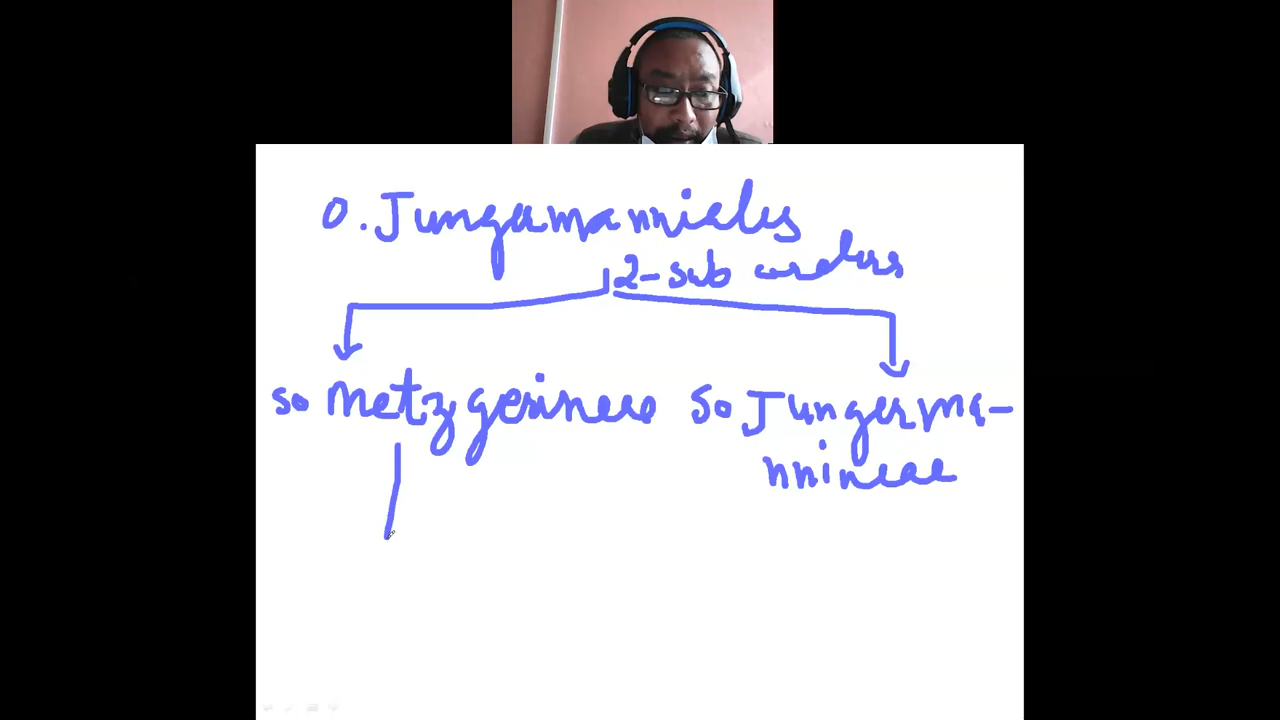 O. Jungermanniales
2-sub orders
so Metzgerineae so Jungerma-
nnineae